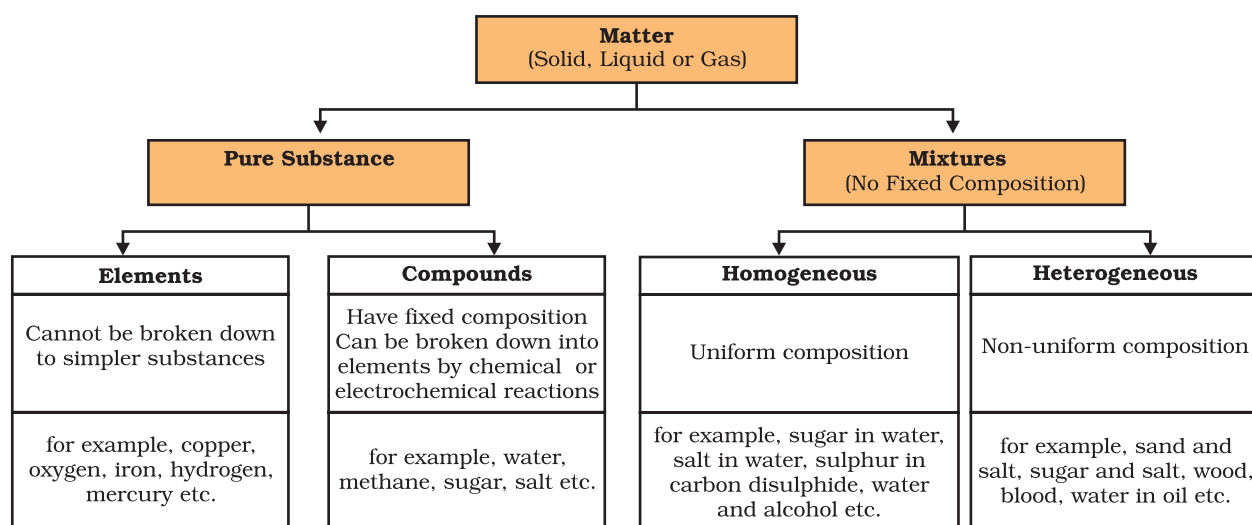 Matter
(Solid, Liquid or Gas)
Pure Substance
Mixtures
(No Fixed Composition)
Elements
Cannot be broken down
to simpler substances
for example, copper,
oxygen, iron, hydrogen,
mercury etc.
Compounds
Have fixed composition
Can be broken down into
elements by chemical or
electrochemical reactions
for example, water,
methane, sugar, salt etc.
Homogeneous
Uniform composition
for example, sugar in water,
salt in water, sulphur in
carbon disulphide, water
and alcohol etc.
Heterogeneous
Non-uniform composition
for example, sand and
salt, sugar and salt, wood,
blood, water in oil etc.